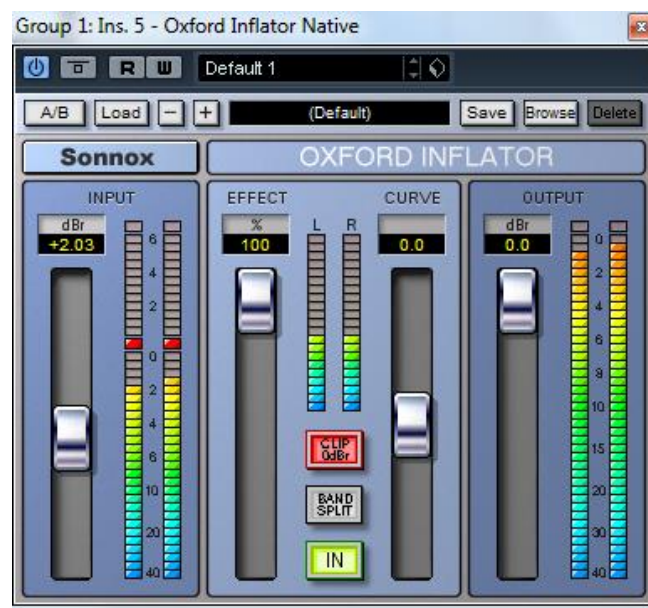 Group 1: Ins. 5 - Oxford Inflator Native
x
R W Default 1
A/B Load - + (Default) Save Browse Delete
Sonnox OXFORD INFLATOR
INPUT EFFECT CURVE OUTPUT
dBr % L R dBr
+2.03 100 0.0 0.0
6
4
2
0
2
4
6
10
20
40
CLIP
0dBr
BAND
SPLIT
IN
0
2
4
6
8
10
15
20
30
40